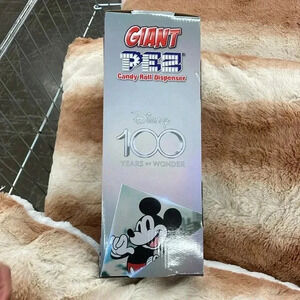 GIANT
PEZ
Candy Roll Dispenser
Disney
100
YEARS OF WONDER